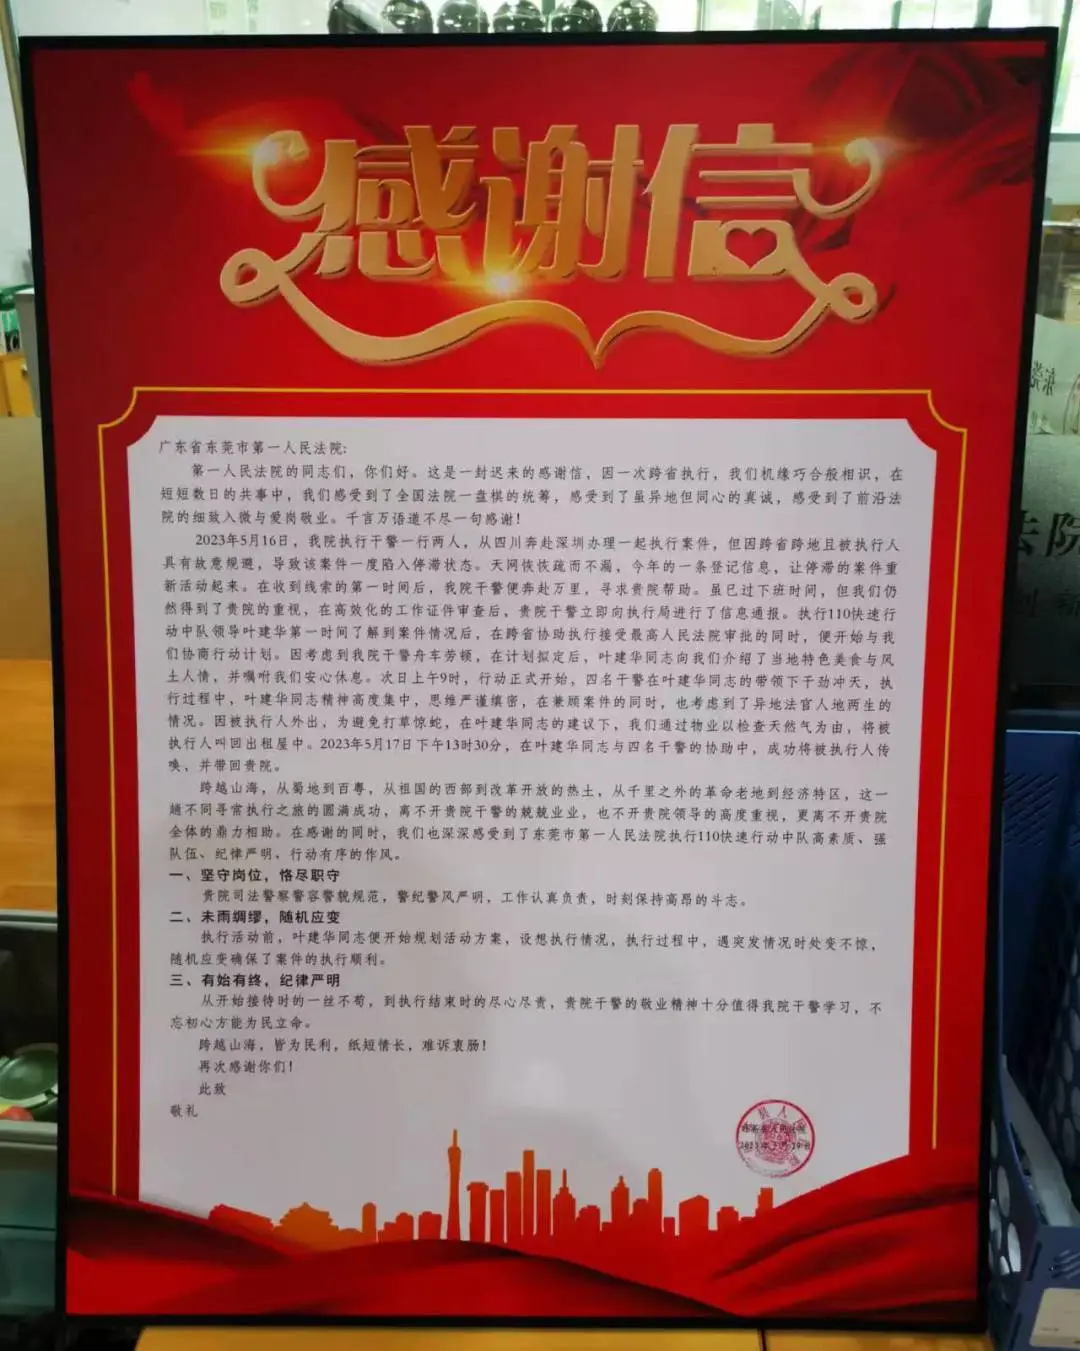 感谢信
广东省东莞市第一人民法院:
第一人民法院的同志们，你们好。这是一封迟来的感谢信，因一次跨省执行，我们机缘巧合般相识，在
短短数日的共事中，我们感受到了全国法院一盘棋的统筹，感受到了虽异地但同心的真诚，感受到了前沿法
院的细致入微与爱岗敬业。千言万语道不尽一句感谢！
2023年5月16日，我院执行干警一行两人，从四川奔赴深圳办理一起执行案件，但因跨省跨地且被执行人
具有故意规避，导致该案件一度陷入停滞状态。天网恢恢疏而不漏，今年的一条登记信息，让停滞的案件重
新活动起来。在收到线索的第一时间后，我院干警便奔赴万里，寻求贵院帮助。虽已过下班时间，但我们仍
然得到了贵院的重视，在高效化的工作证件审查后，贵院干警立即向执行局进行了信息通报。执行110快速行
动中队领导叶建华第一时间了解到案件情况后，在跨省协助执行接受最高人民法院审批的同时，便开始与我
们协商行动计划。因考虑到我院干警舟车劳顿，在计划拟定后，叶建华同志向我们介绍了当地特色美食与风
土人情，并嘱咐我们安心休息。次日上午9时，行动正式开始，四名干警在叶建华同志的带领下干劲冲天，执
行过程中，叶建华同志精神高度集中，思维严谨缜密，在兼顾案件的同时，也考虑到了异地法官人地两生的
情况。因被执行人外出，为避免打草惊蛇，在叶建华同志的建议下，我们通过物业以检查天然气为由，将被
执行人叫回出租屋中。2023年5月17日下午13时30分，在叶建华同志与四名干警的协助中，成功将被执行人传
唤，并带回贵院。
跨越山海，从蜀地到百粤，从祖国的西部到改革开放的热土，从千里之外的革命老地到经济特区，这一
趟不同寻常执行之旅的圆满成功，离不开贵院干警的兢兢业业，也不开贵院领导的高度重视，更离不开贵院
全体的鼎力相助。在感谢的同时，我们也深深感受到了东莞市第一人民法院执行110快速行动中队高素质、强
队伍、纪律严明、行动有序的作风。
一、坚守岗位，恪尽职守
贵院司法警察警容警貌规范，警纪警风严明，工作认真负责，时刻保持高昂的斗志。
二、未雨绸缪，随机应变
执行活动前，叶建华同志便开始规划活动方案，设想执行情况，执行过程中，遇突发情况时处变不惊，
随机应变确保了案件的执行顺利。
三、有始有终，纪律严明
从开始接待时的一丝不苟，到执行结束时的尽心尽责，贵院干警的敬业精神十分值得我院干警学习，不
忘初心方能为民立命。
跨越山海，皆为民利，纸短情长，难诉衷肠！
再次感谢你们！
此致
敬礼
法院